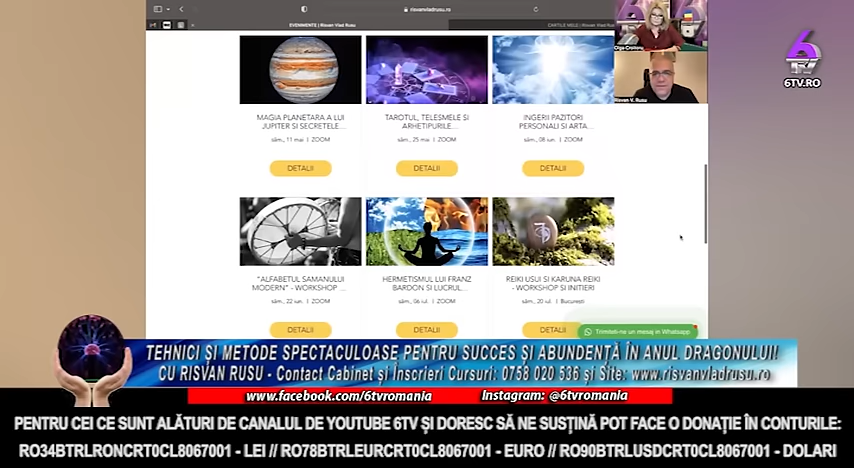 risvanvladrusu.ro
EVENIMENTE | Risvan Vlad Rusu
CARTILE MELE | Risvan Vlad Rusu
Olga Croitoru
Risvan V. Rusu
6TV
6TV.RO
MAGIA PLANETARA A LUI
JUPITER SI SECRETELE...
sâm., 11 mai | ZOOM
DETALII
TAROTUL, TELESMELE ȘI
ARHETIPURILE...
sâm., 25 mai | ZOOM
DETALII
INGERII PAZITORI
PERSONALI SI ARTA...
sâm., 08 iun. | ZOOM
DETALII
"ALFABETUL SAMANULUI
MODERN" - WORKSHOP ...
sâm., 22 iun. | ZOOM
DETALII
HERMETISMUL LUI FRANZ
BARDON SI LUCRUL...
sâm., 06 iul. | ZOOM
DETALII
REIKI USUI SI KARUNA REIKI
- WORKSHOP SI INITIERI
sâm., 20 iul. | București
DETALII
Trimiteti-ne un mesaj in Whatsapp
TEHNICI ȘI METODE SPECTACULOASE PENTRU SUCCES ȘI ABUNDENȚĂ ÎN ANUL DRAGONULUI!
CU RISVAN RUSU - Contact Cabinet și Înscrieri Cursuri: 0758 020 536 și Site: www.risvanvladrusu.ro
www.facebook.com/6tvromania Instagram: @6tvromania
PENTRU CEI CE SUNT ALĂTURI DE CANALUL DE YOUTUBE 6TV ȘI DORESC SĂ NE SUSȚINĂ POT FACE O DONAȚIE ÎN CONTURILE:
RO34BTRLRONCRT0CL8067001 - LEI // RO78BTRLEURCRT0CL8067001 - EURO // RO90BTRLUSDCRT0CL8067001 - DOLARI